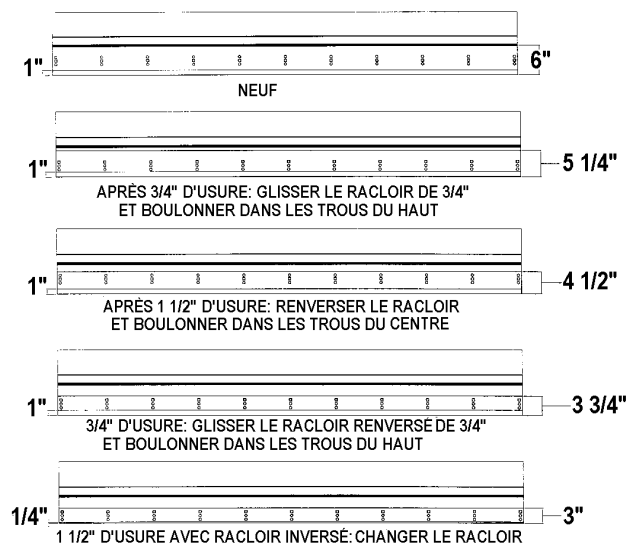 1" 6"
NEUF
1" 5 1/4"
APRÈS 3/4" D'USURE: GLISSER LE RACLOIR DE 3/4"
ET BOULONNER DANS LES TROUS DU HAUT
1" 4 1/2"
APRÈS 1 1/2" D'USURE: RENVERSER LE RACLOIR
ET BOULONNER DANS LES TROUS DU CENTRE
1" 3 3/4"
3/4" D'USURE: GLISSER LE RACLOIR RENVERSÉ DE 3/4"
ET BOULONNER DANS LES TROUS DU HAUT
1/4" 3"
1 1/2" D'USURE AVEC RACLOIR INVERSÉ: CHANGER LE RACLOIR